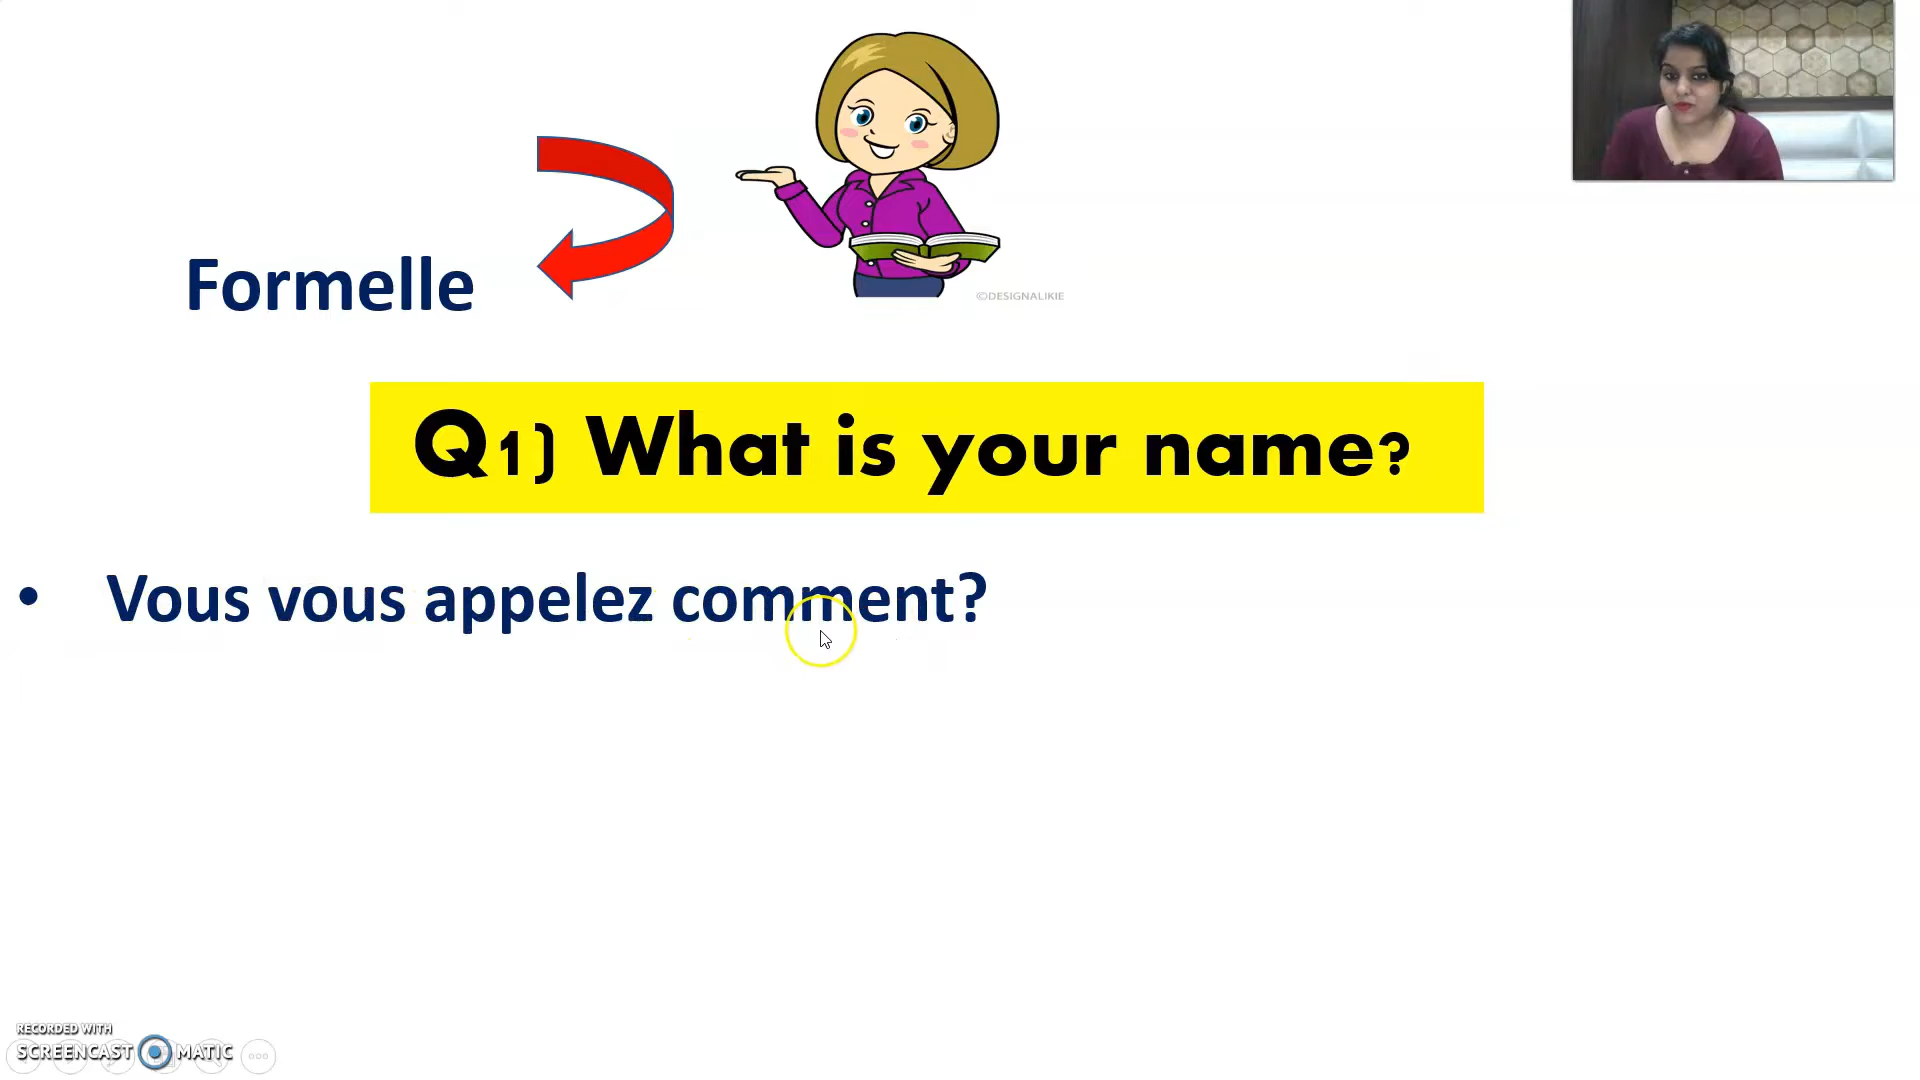 ©DESIGNALIKIE
Formelle
Q1) What is your name?
• Vous vous appelez comment?
RECORDED WITH
SCREENCAST MATIC